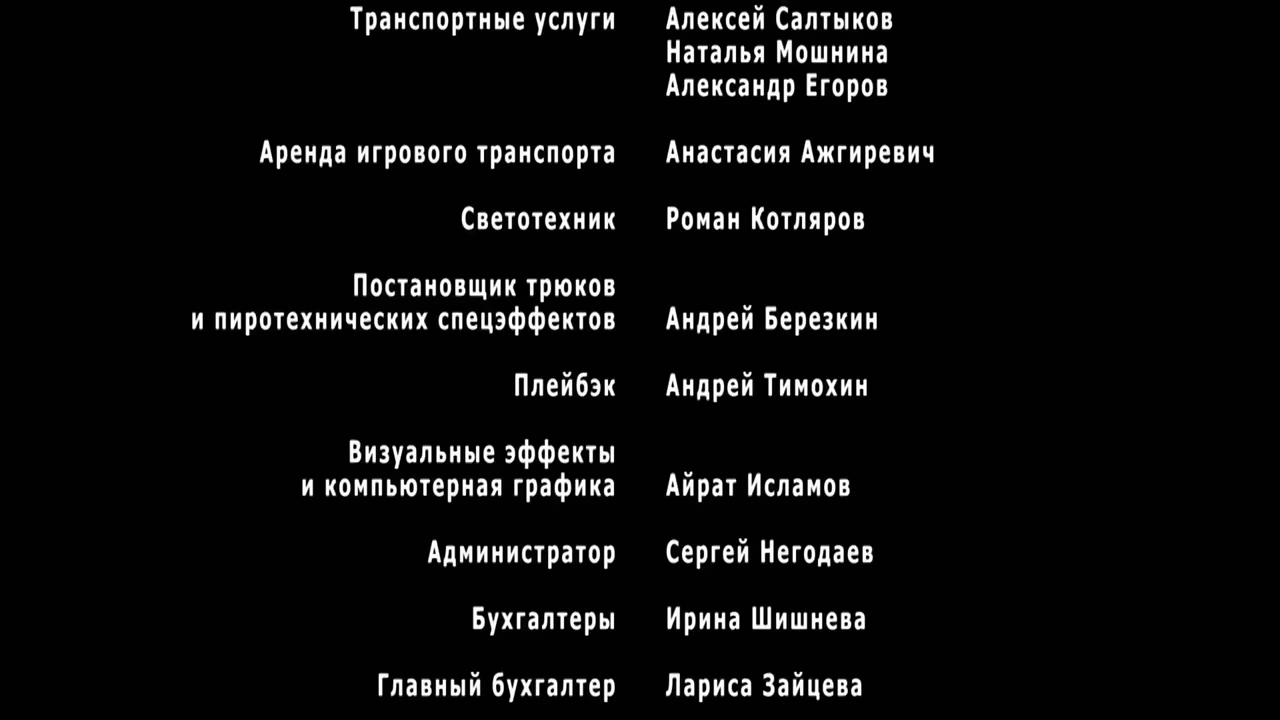 Транспортные услуги Алексей Салтыков
Наталья Мошнина
Александр Егоров
Аренда игрового транспорта Анастасия Ажгиревич
Светотехник Роман Котляров
Постановщик трюков
и пиротехнических спецэффектов Андрей Березкин
Плейбэк Андрей Тимохин
Визуальные эффекты
и компьютерная графика Айрат Исламов
Администратор Сергей Негодаев
Бухгалтеры Ирина Шишнева
Главный бухгалтер Лариса Зайцева